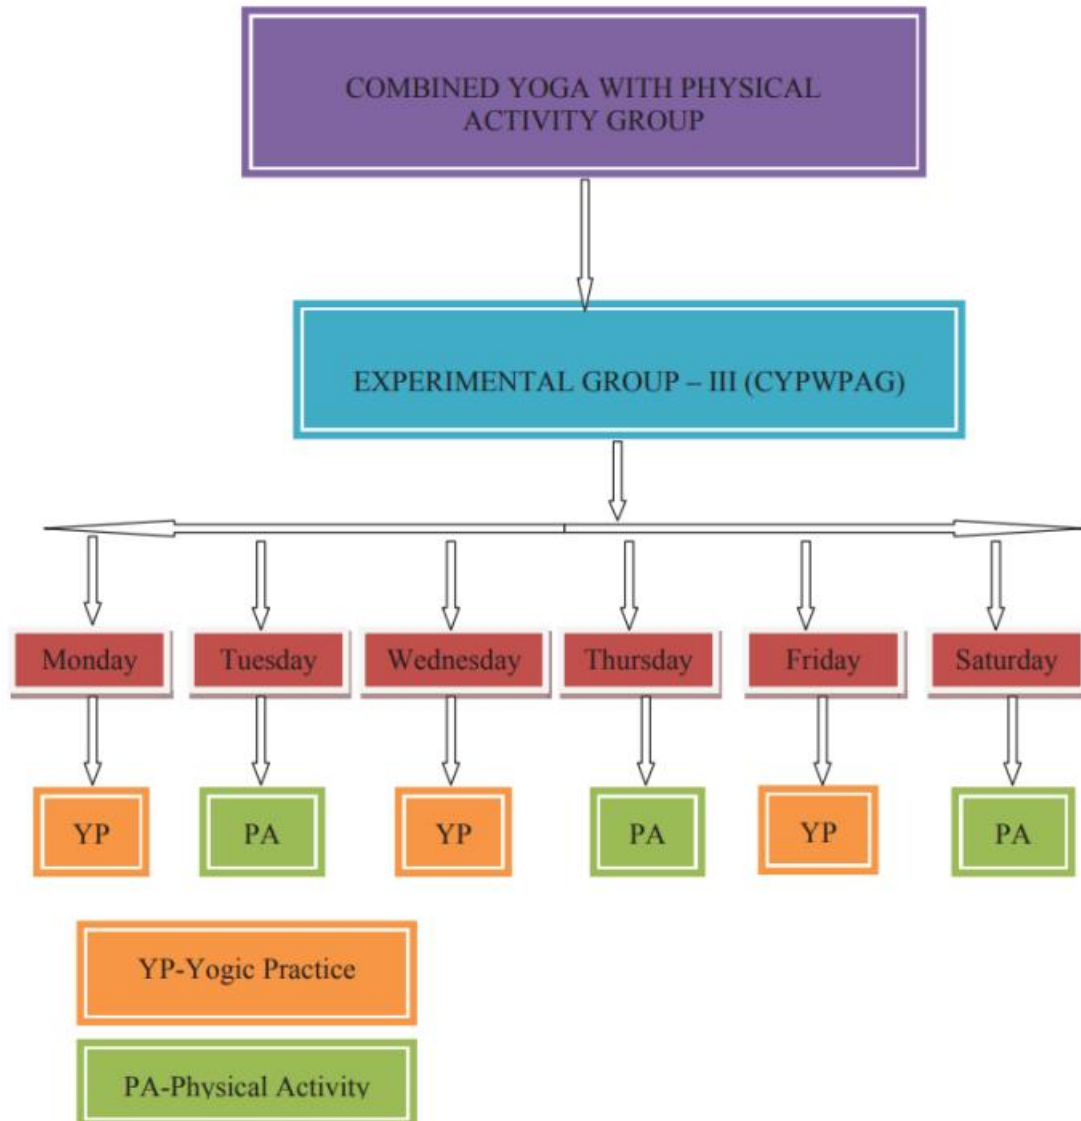 COMBINED YOGA WITH PHYSICAL
ACTIVITY GROUP
EXPERIMENTAL GROUP – III (CYPWPAG)
Monday
Tuesday
Wednesday
Thursday
Friday
Saturday
YP
PA
YP
PA
YP
PA
YP-Yogic Practice
PA-Physical Activity